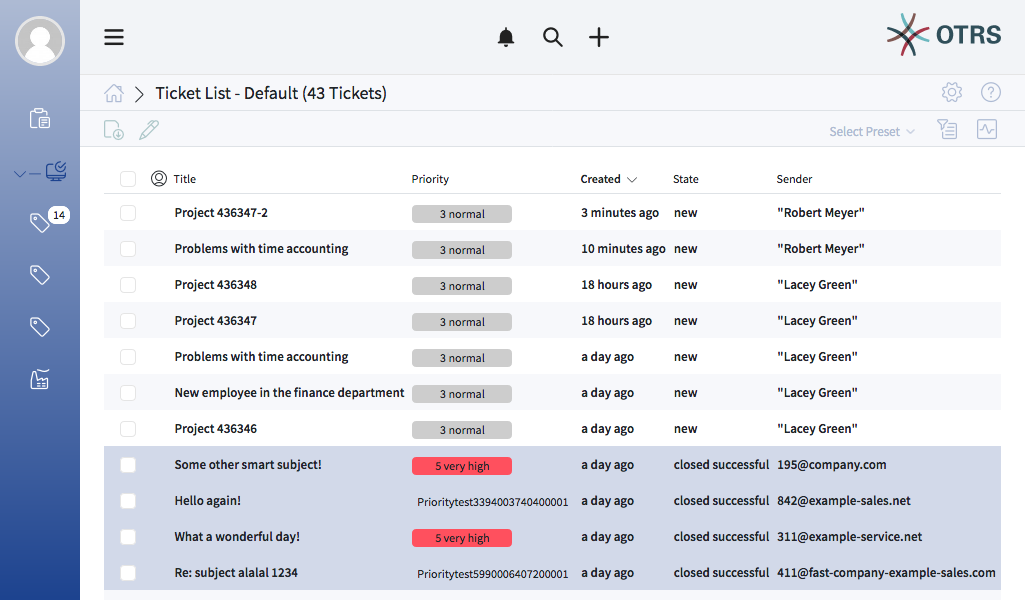 OTRS
Ticket List - Default (43 Tickets)
Select Preset
14
Title Priority Created State Sender
Project 436347-2 3 normal 3 minutes ago new "Robert Meyer"
Problems with time accounting 3 normal 10 minutes ago new "Robert Meyer"
Project 436348 3 normal 18 hours ago new "Lacey Green"
Project 436347 3 normal 18 hours ago new "Lacey Green"
Problems with time accounting 3 normal a day ago new "Lacey Green"
New employee in the finance department 3 normal a day ago new "Lacey Green"
Project 436346 3 normal a day ago new "Lacey Green"
Some other smart subject! 5 very high a day ago closed successful 195@company.com
Hello again! Prioritytest3394003740400001 a day ago closed successful 842@example-sales.net
What a wonderful day! 5 very high a day ago closed successful 311@example-service.net
Re: subject alalal 1234 Prioritytest5990006407200001 a day ago closed successful 411@fast-company-example-sales.com